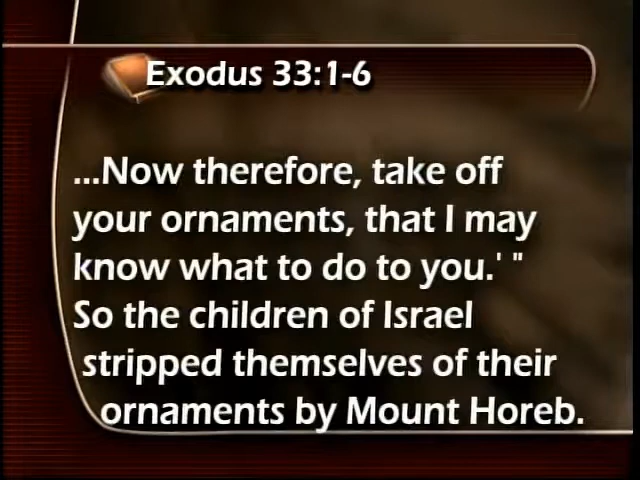 Exodus 33:1-6
...Now therefore, take off
your ornaments, that I may
know what to do to you.' "
So the children of Israel
stripped themselves of their
ornaments by Mount Horeb.